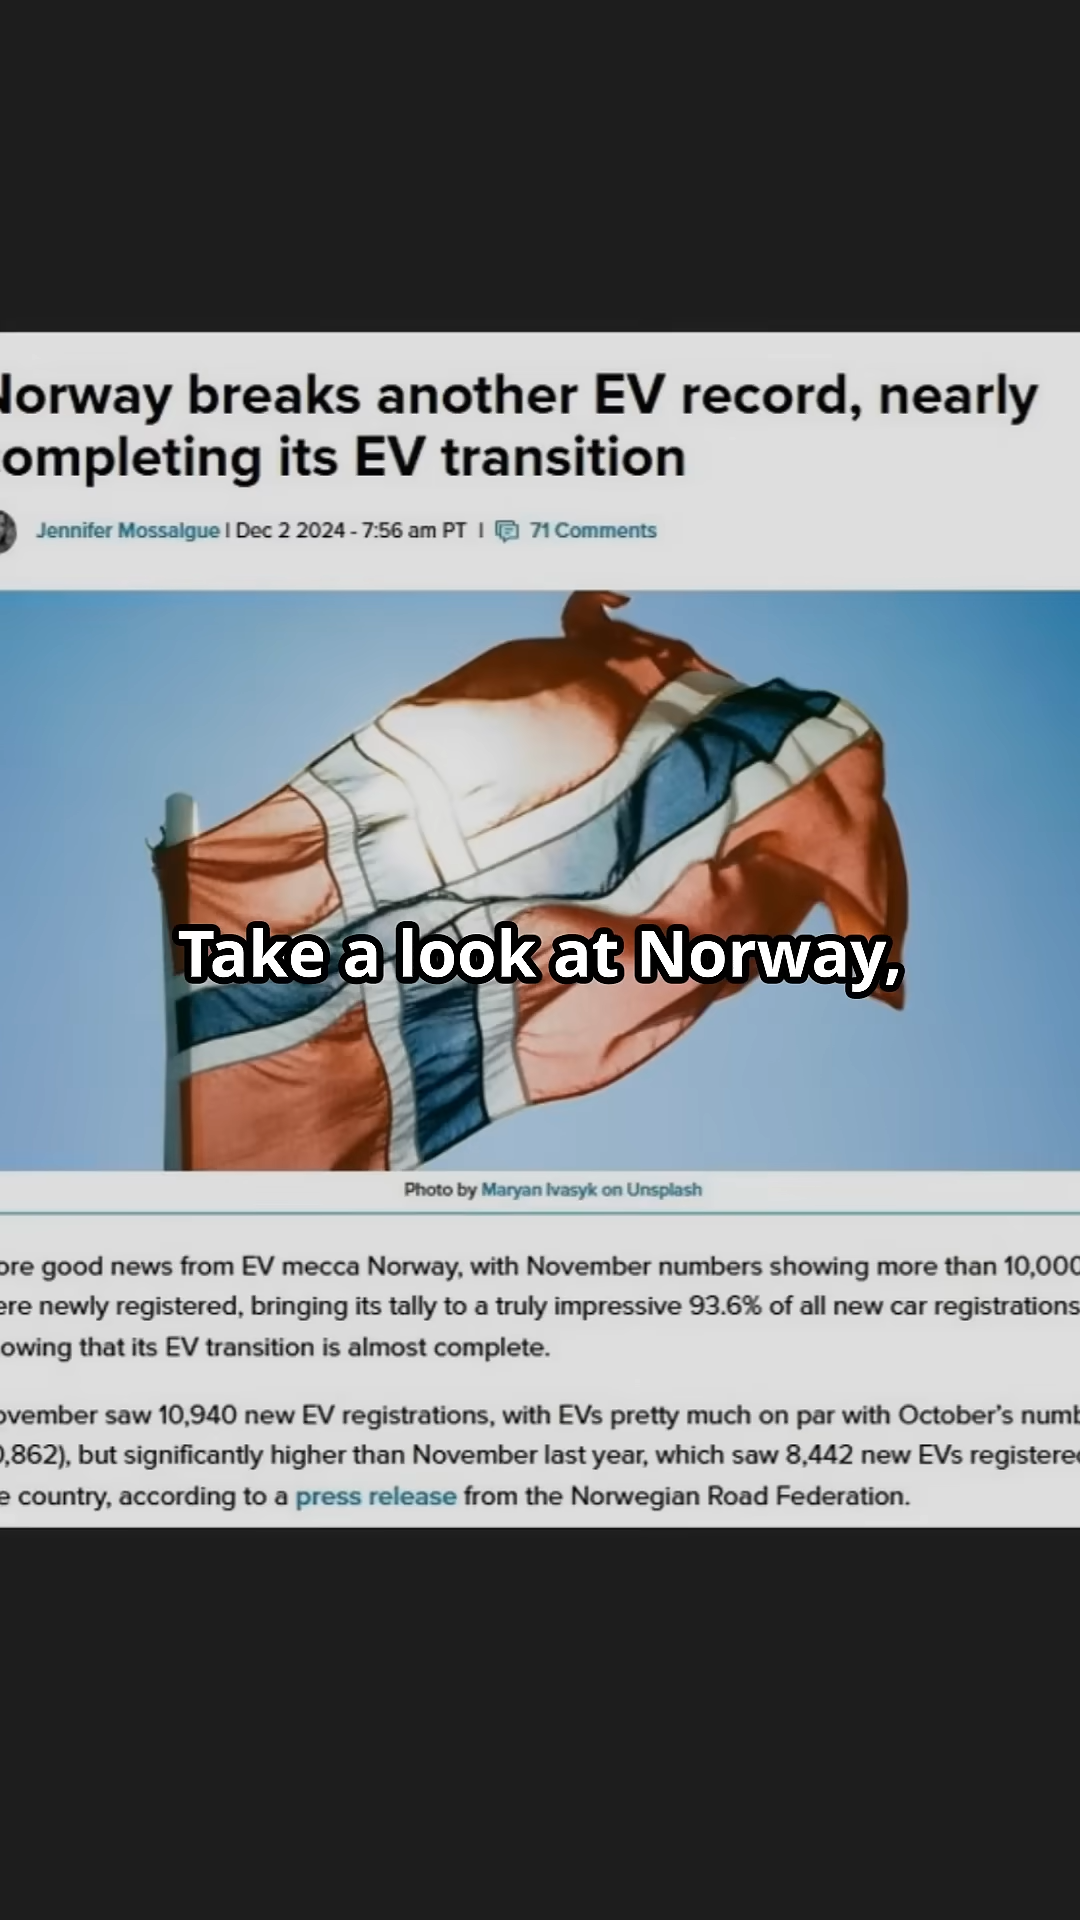 Norway breaks another EV record, nearly
completing its EV transition
Jennifer Mossalgue | Dec 2 2024 - 7:56 am PT | 71 Comments
Take a look at Norway,
Photo by Maryan Ivasyk on Unsplash
ore good news from EV mecca Norway, with November numbers showing more than 10,000
ere newly registered, bringing its tally to a truly impressive 93.6% of all new car registrations
owing that its EV transition is almost complete.
ovember saw 10,940 new EV registrations, with EVs pretty much on par with October's numb
0,862), but significantly higher than November last year, which saw 8,442 new EVs registered
e country, according to a press release from the Norwegian Road Federation.